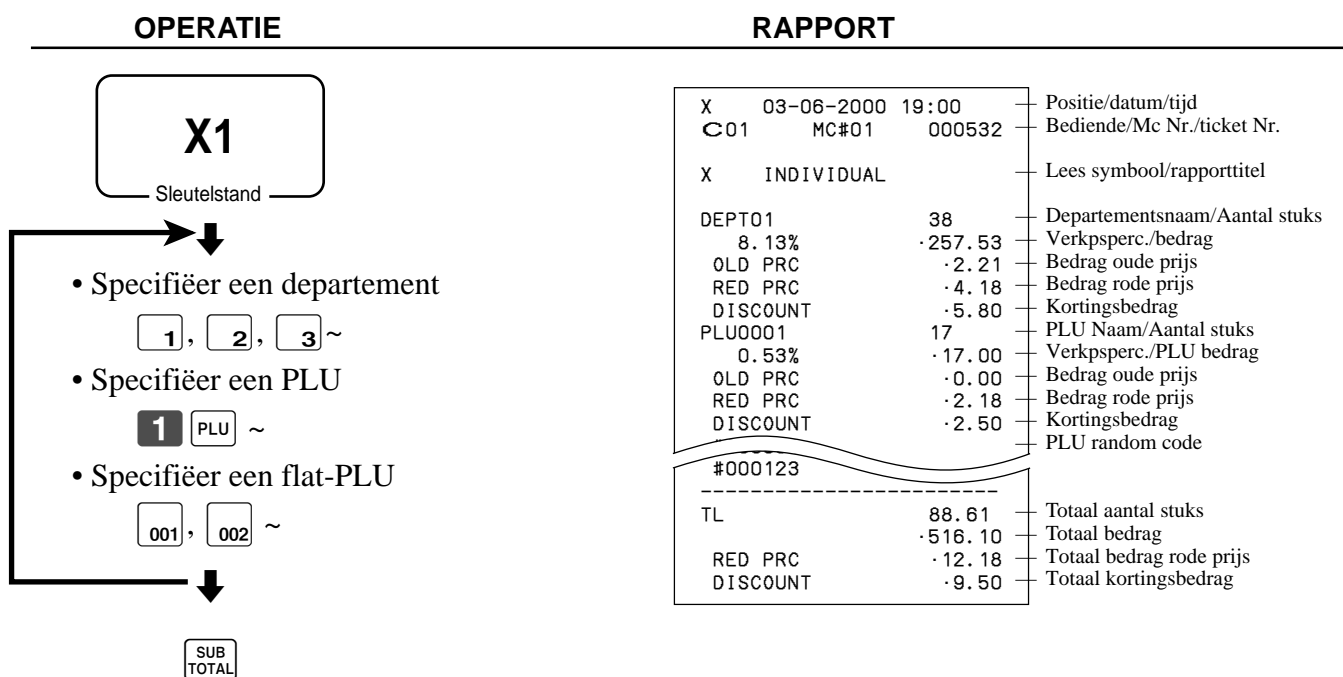 OPERATIE
RAPPORT
X1
Sleutelstand
• Specifiëer een departement
1, 2, 3 ~
• Specifiëer een PLU
1 PLU ~
• Specifiëer een flat-PLU
001, 002 ~
SUB
TOTAL
X 03-06-2000 19:00 Positie/datum/tijd
C01 MC#01 000532 Bediende/Mc Nr./ticket Nr.
X INDIVIDUAL Lees symbool/rapporttitel
DEPT01 38 Departementsnaam/Aantal stuks
8.13% ·257.53 Verkpsperc./bedrag
OLD PRC ·2.21 Bedrag oude prijs
RED PRC ·4.18 Bedrag rode prijs
DISCOUNT ·5.80 Kortingsbedrag
PLU0001 17 PLU Naam/Aantal stuks
0.53% ·17.00 Verkpsperc./PLU bedrag
OLD PRC ·0.00 Bedrag oude prijs
RED PRC ·2.18 Bedrag rode prijs
DISCOUNT ·2.50 Kortingsbedrag
PLU random code
#000123
TL 88.61 Totaal aantal stuks
·516.10 Totaal bedrag
RED PRC ·12.18 Totaal bedrag rode prijs
DISCOUNT ·9.50 Totaal kortingsbedrag